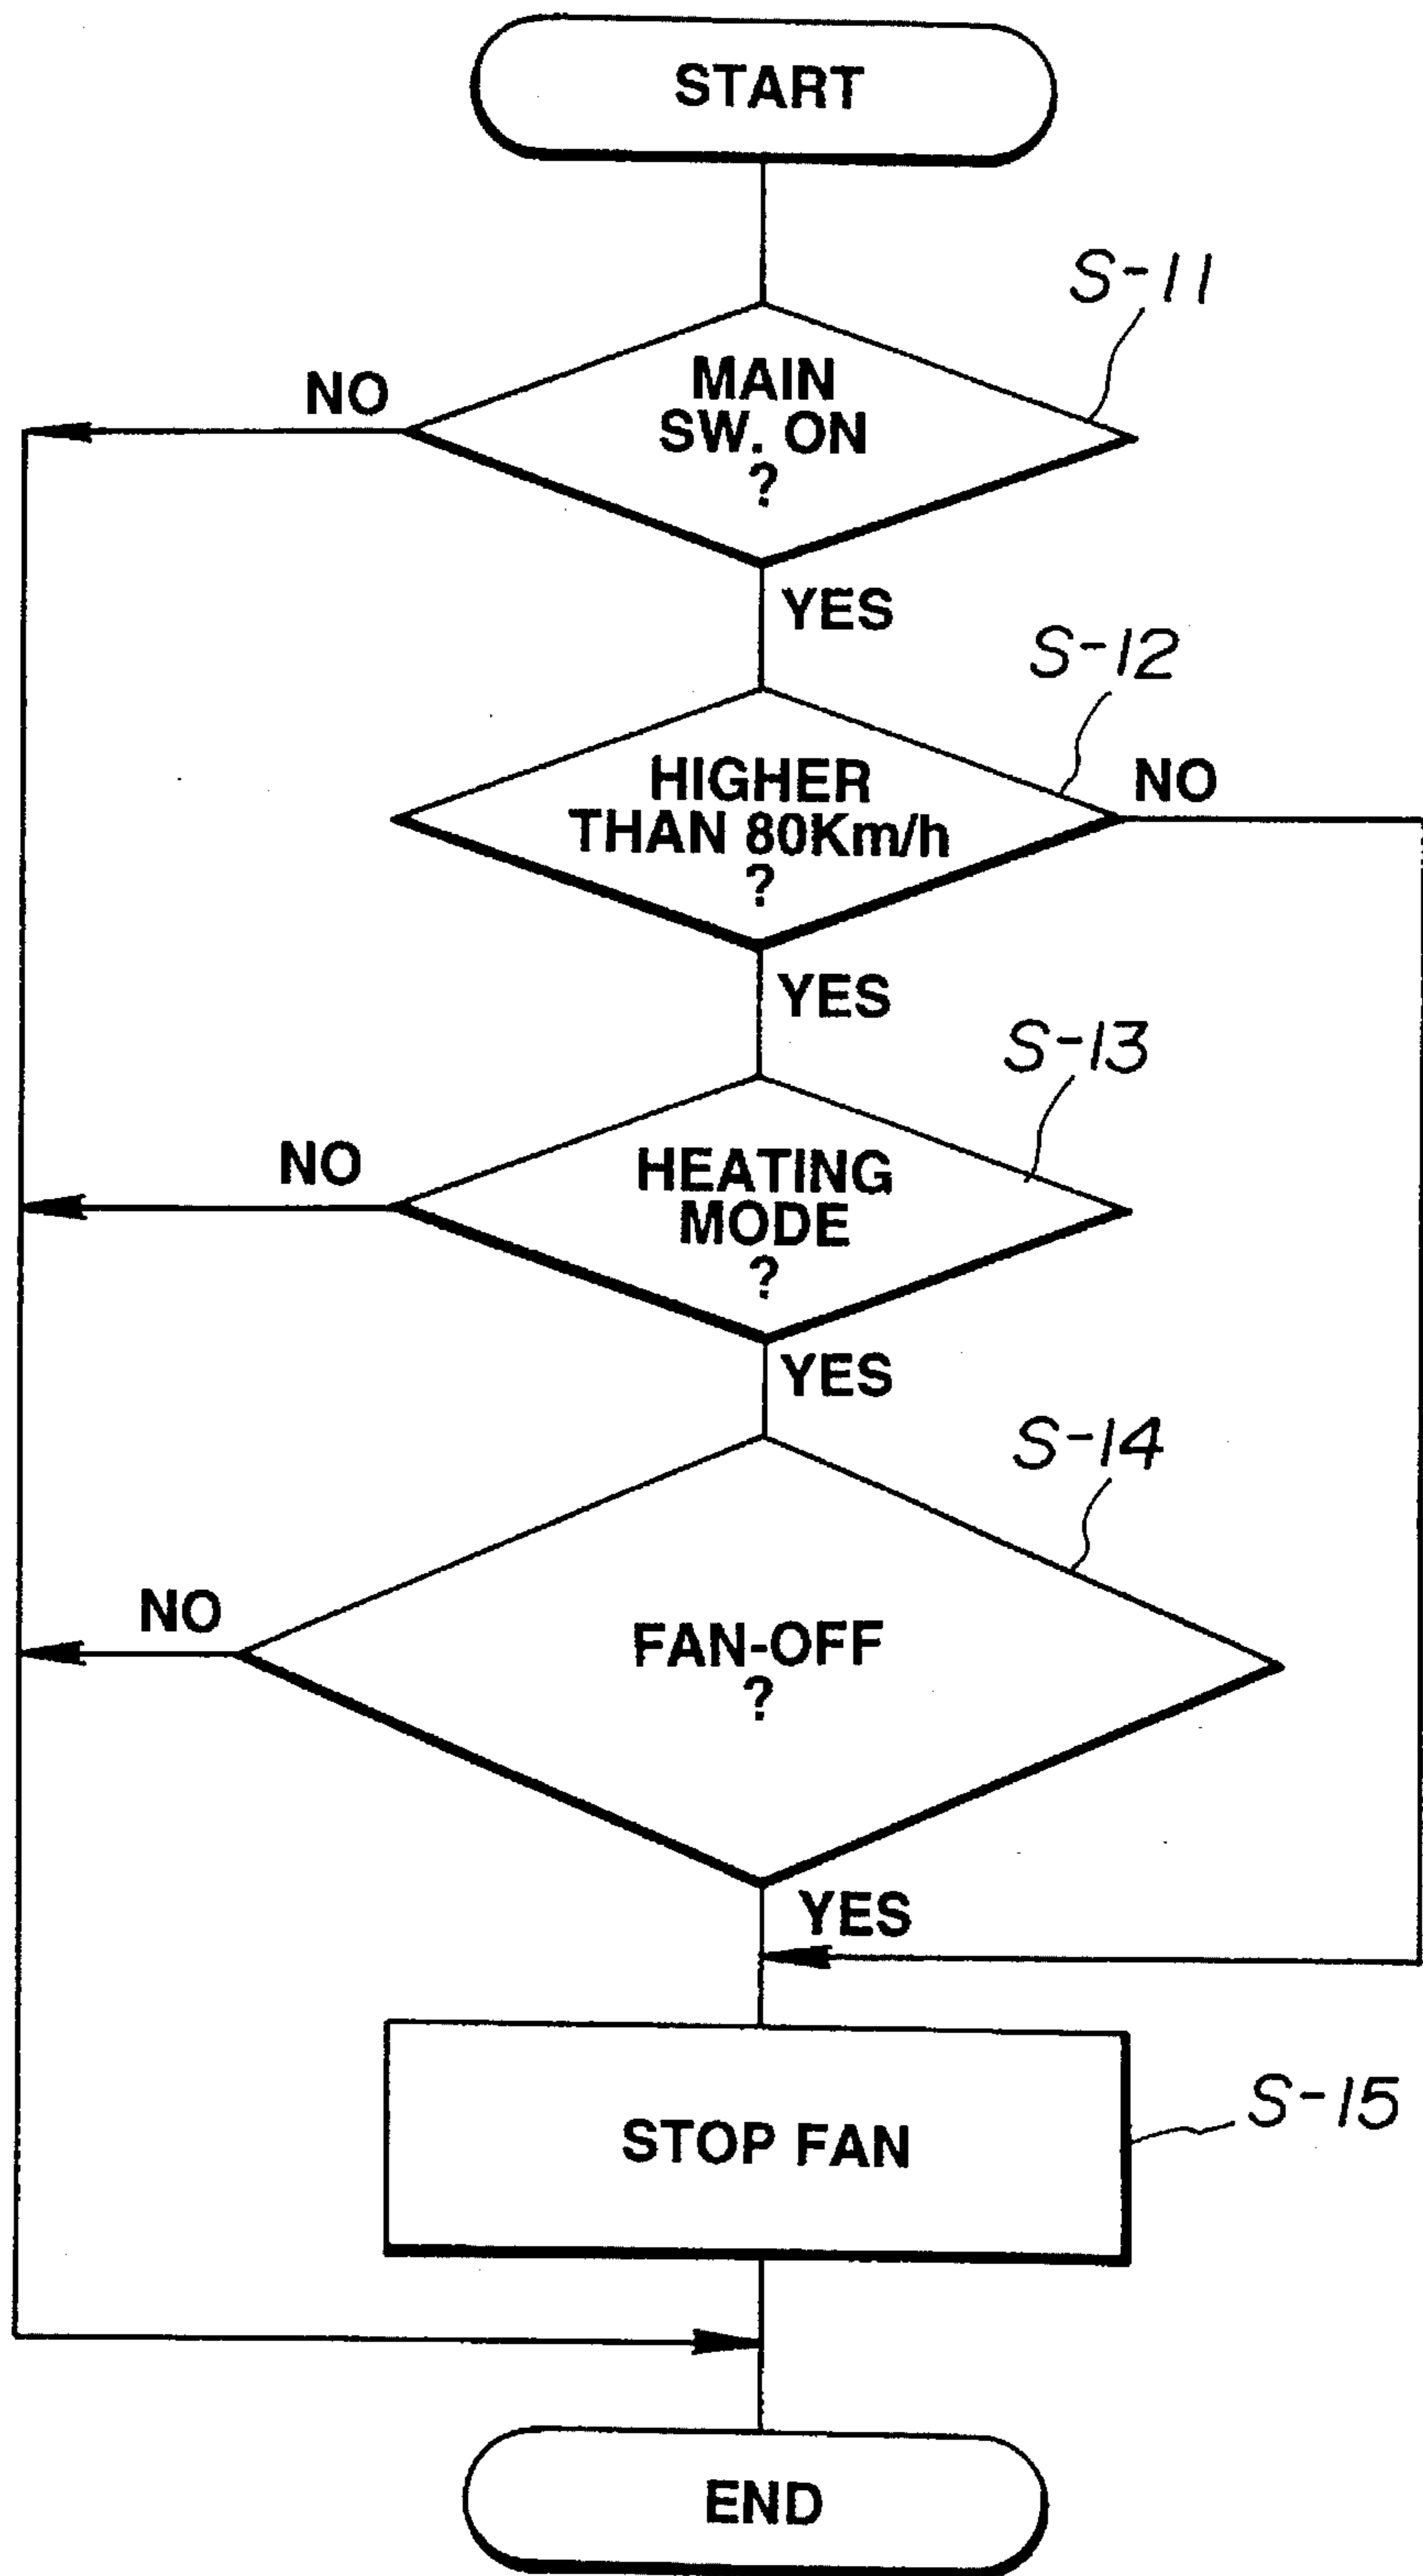 START
S-11
NO
MAIN
SW. ON
?
YES
S-12
HIGHER
THAN 80Km/h
?
NO
YES
S-13
NO
HEATING
MODE
?
YES
S-14
NO
FAN-OFF
?
YES
STOP FAN
S-15
END